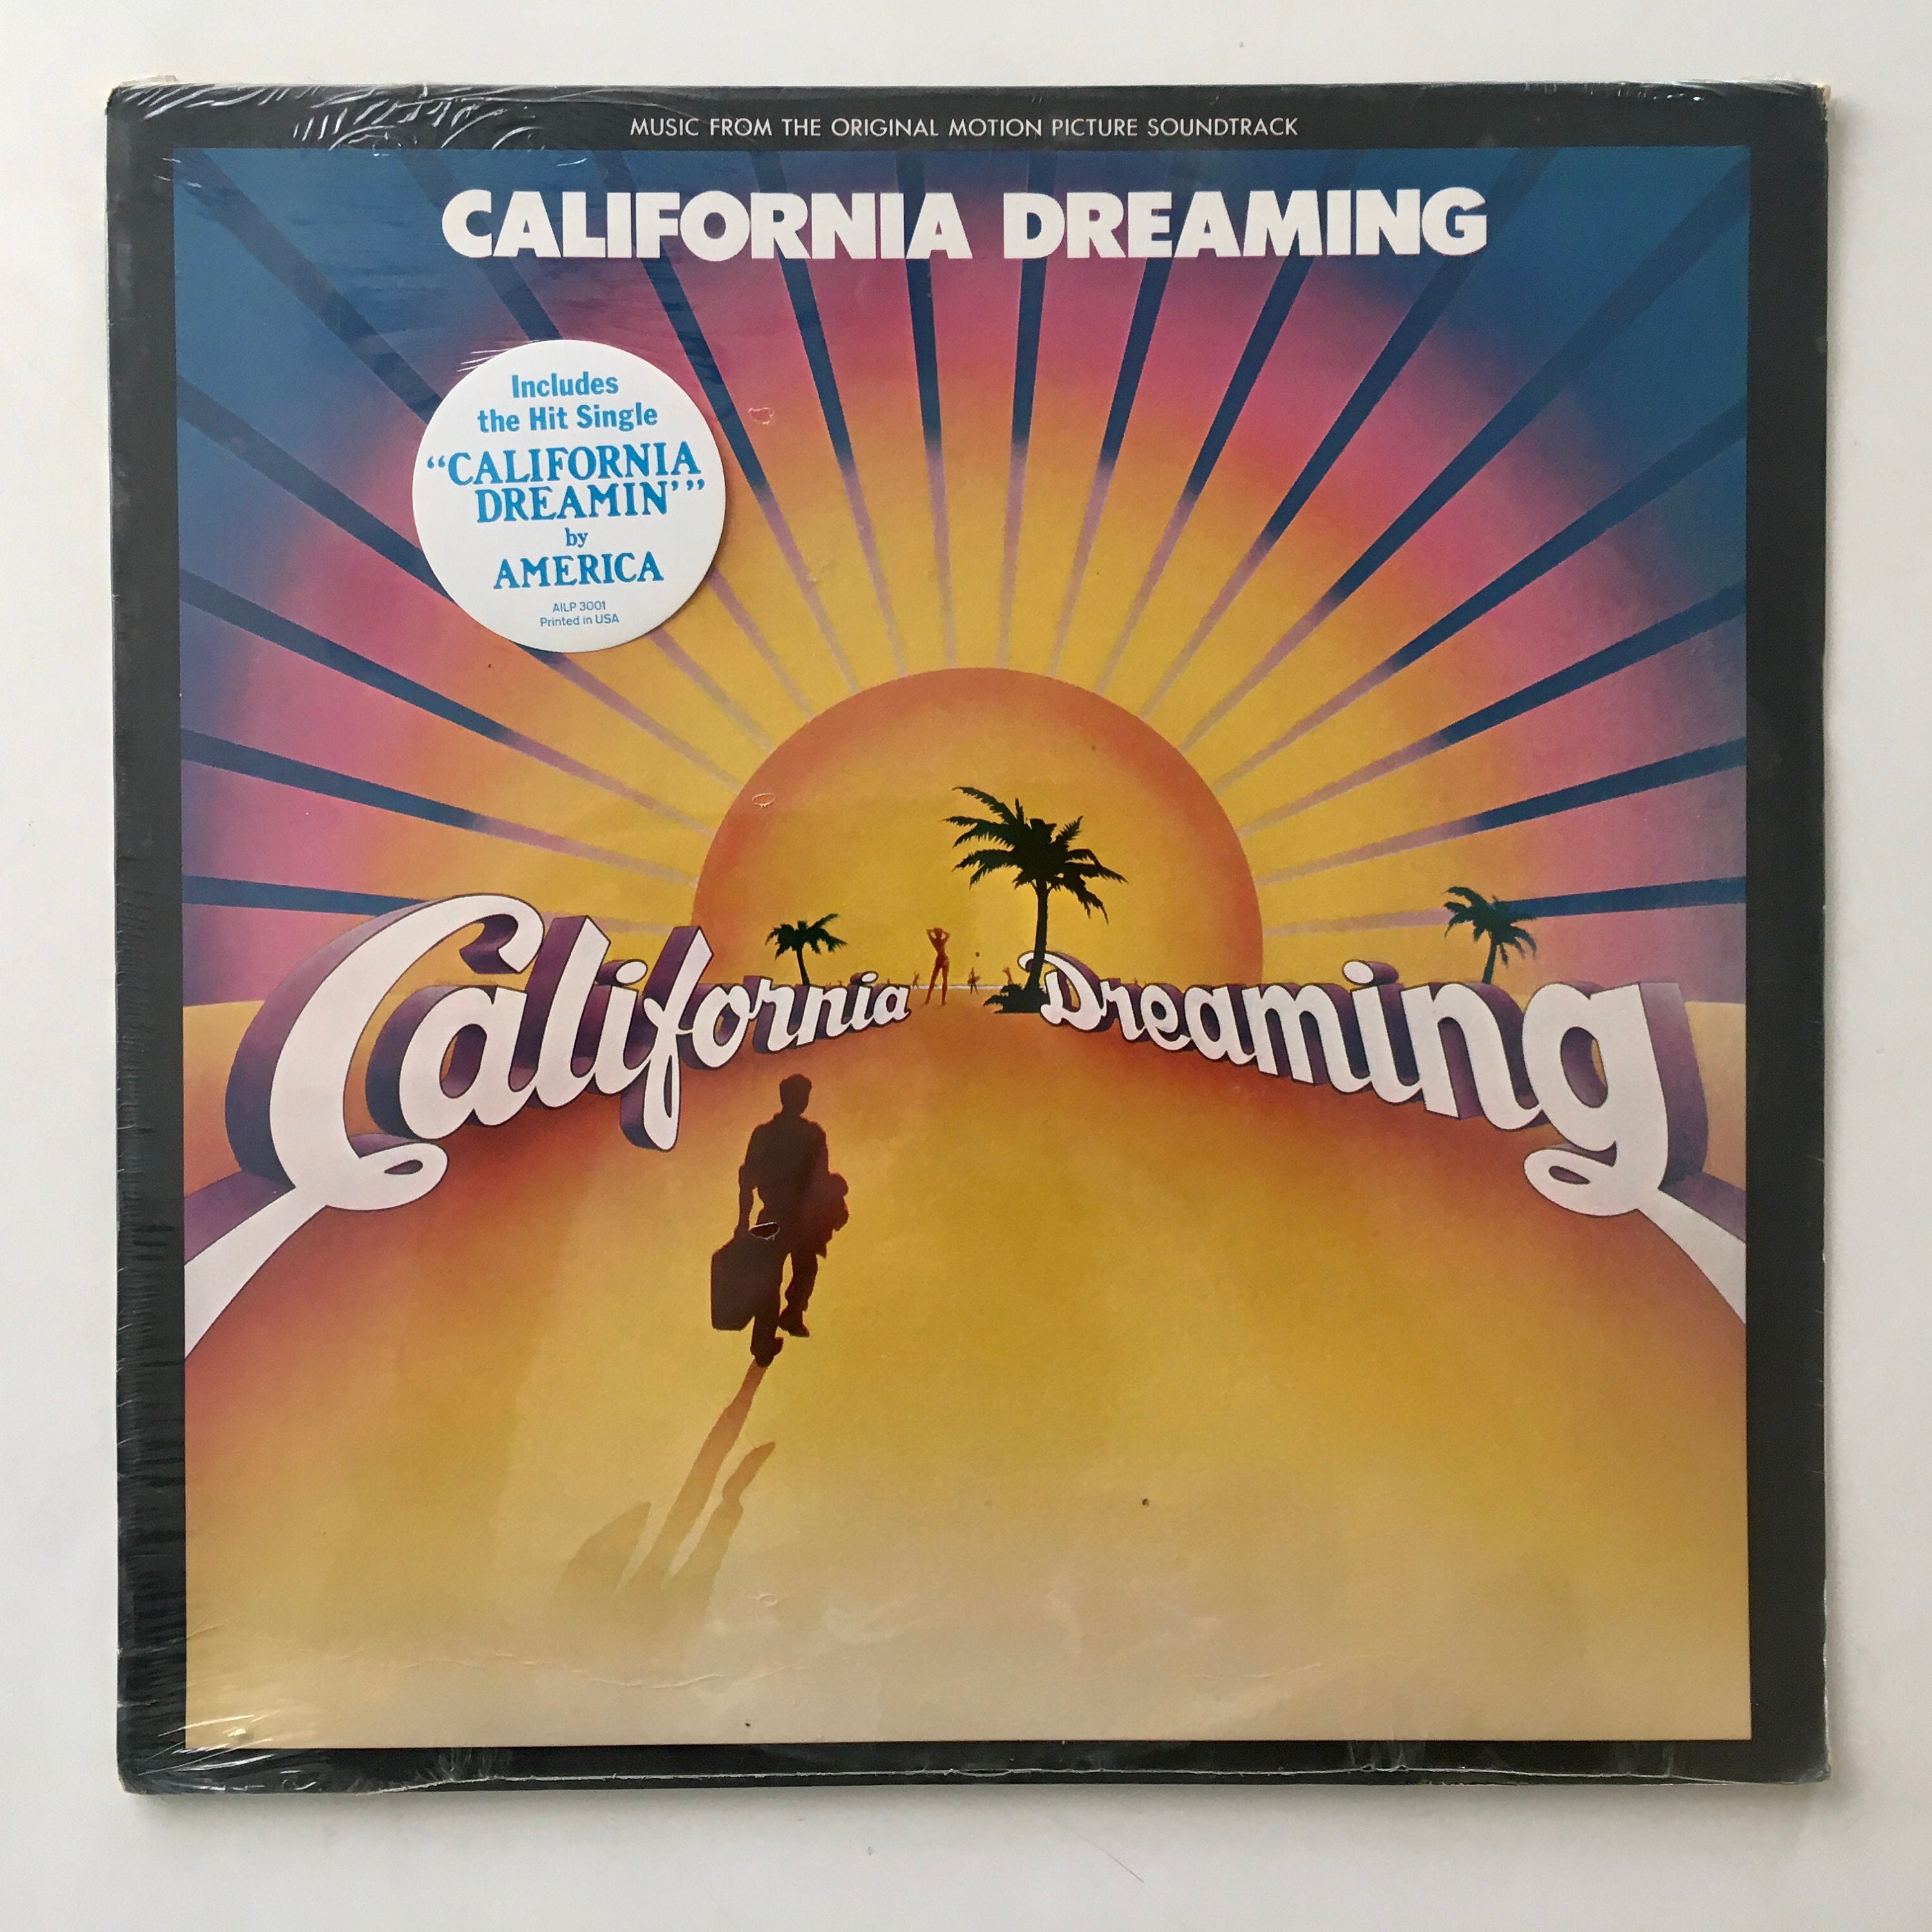 MUSIC FROM THE ORIGINAL MOTION PICTURE SOUNDTRACK
CALIFORNIA DREAMING
Includes
the Hit Single
“CALIFORNIA
DREAMIN’”
by
AMERICA
AILP 3001
Printed in USA
California Dreaming